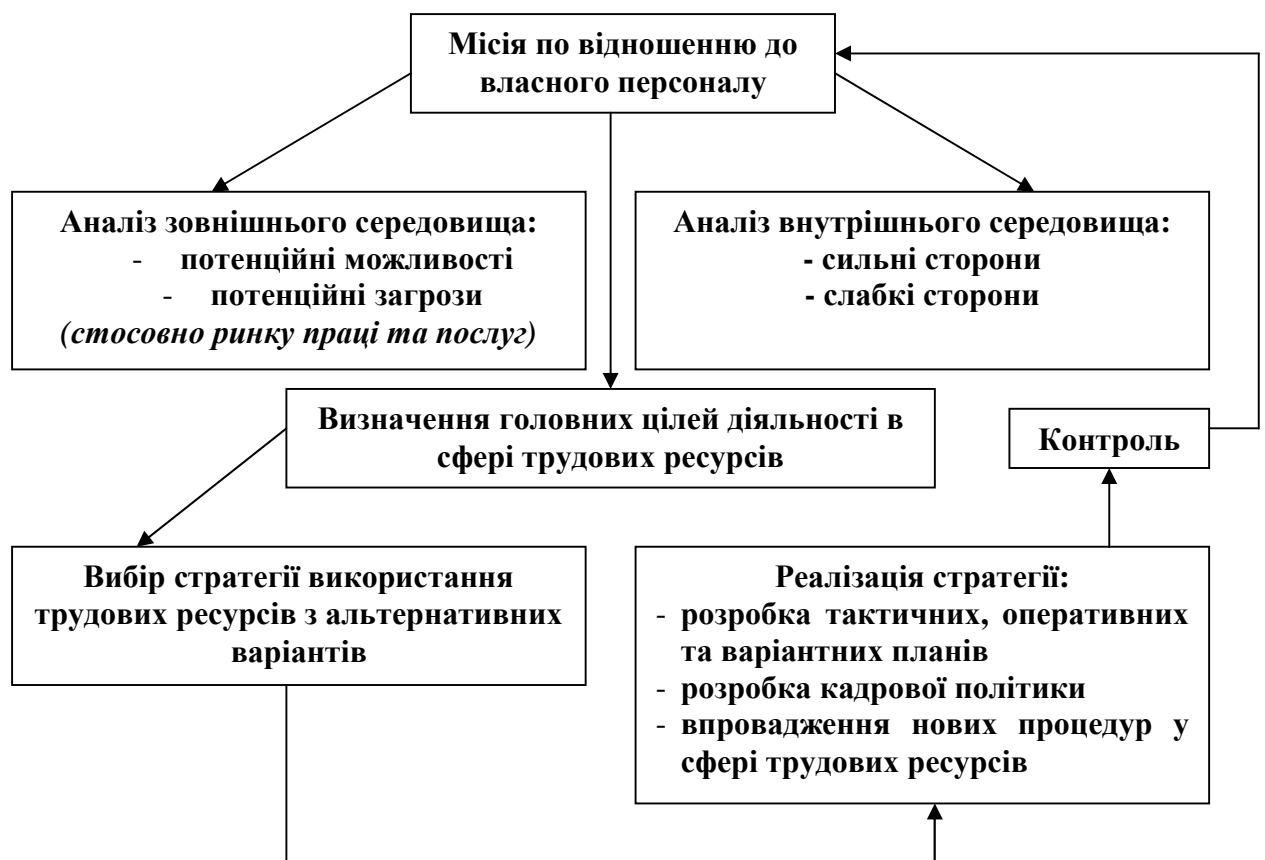 Місія по відношенню до
власного персоналу
Аналіз зовнішнього середовища:
- потенційні можливості
- потенційні загрози
(стосовно ринку праці та послуг)
Аналіз внутрішнього середовища:
- сильні сторони
- слабкі сторони
Визначення головних цілей діяльності в
сфері трудових ресурсів
Контроль
Вибір стратегії використання
трудових ресурсів з альтернативних
варіантів
Реалізація стратегії:
- розробка тактичних, оперативних
та варіантних планів
- розробка кадрової політики
- впровадження нових процедур у
сфері трудових ресурсів